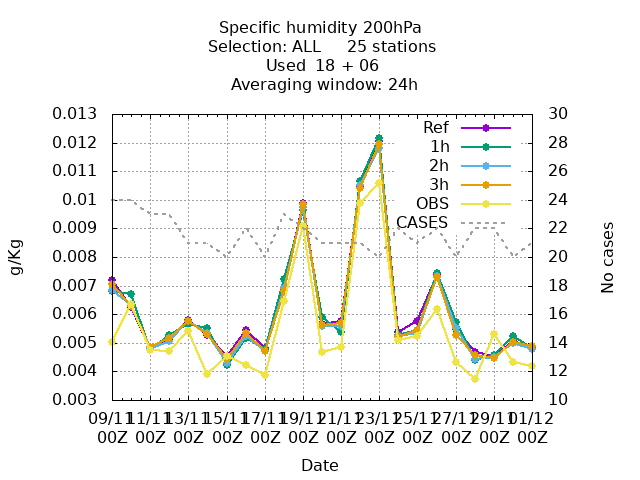 Specific humidity 200hPa
Selection: ALL 25 stations
Used 18 + 06
Averaging window: 24h
0.013
0.012
0.011
0.01
0.009
0.008
0.007
0.006
0.005
0.004
0.003
g/Kg
30
28
26
24
22
20
18
16
14
12
10
No cases
Ref
1h
2h
3h
OBS
CASES
09/11 11/11 13/11 15/11 17/11 19/11 21/11 23/11 25/11 27/11 29/11 01/12
00Z 00Z 00Z 00Z 00Z 00Z 00Z 00Z 00Z 00Z 00Z 00Z
Date